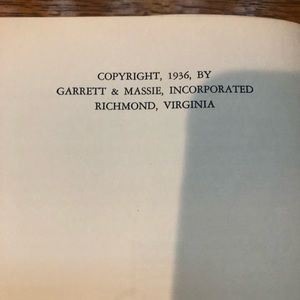 COPYRIGHT, 1936, BY
GARRETT & MASSIE, INCORPORATED
RICHMOND, VIRGINIA